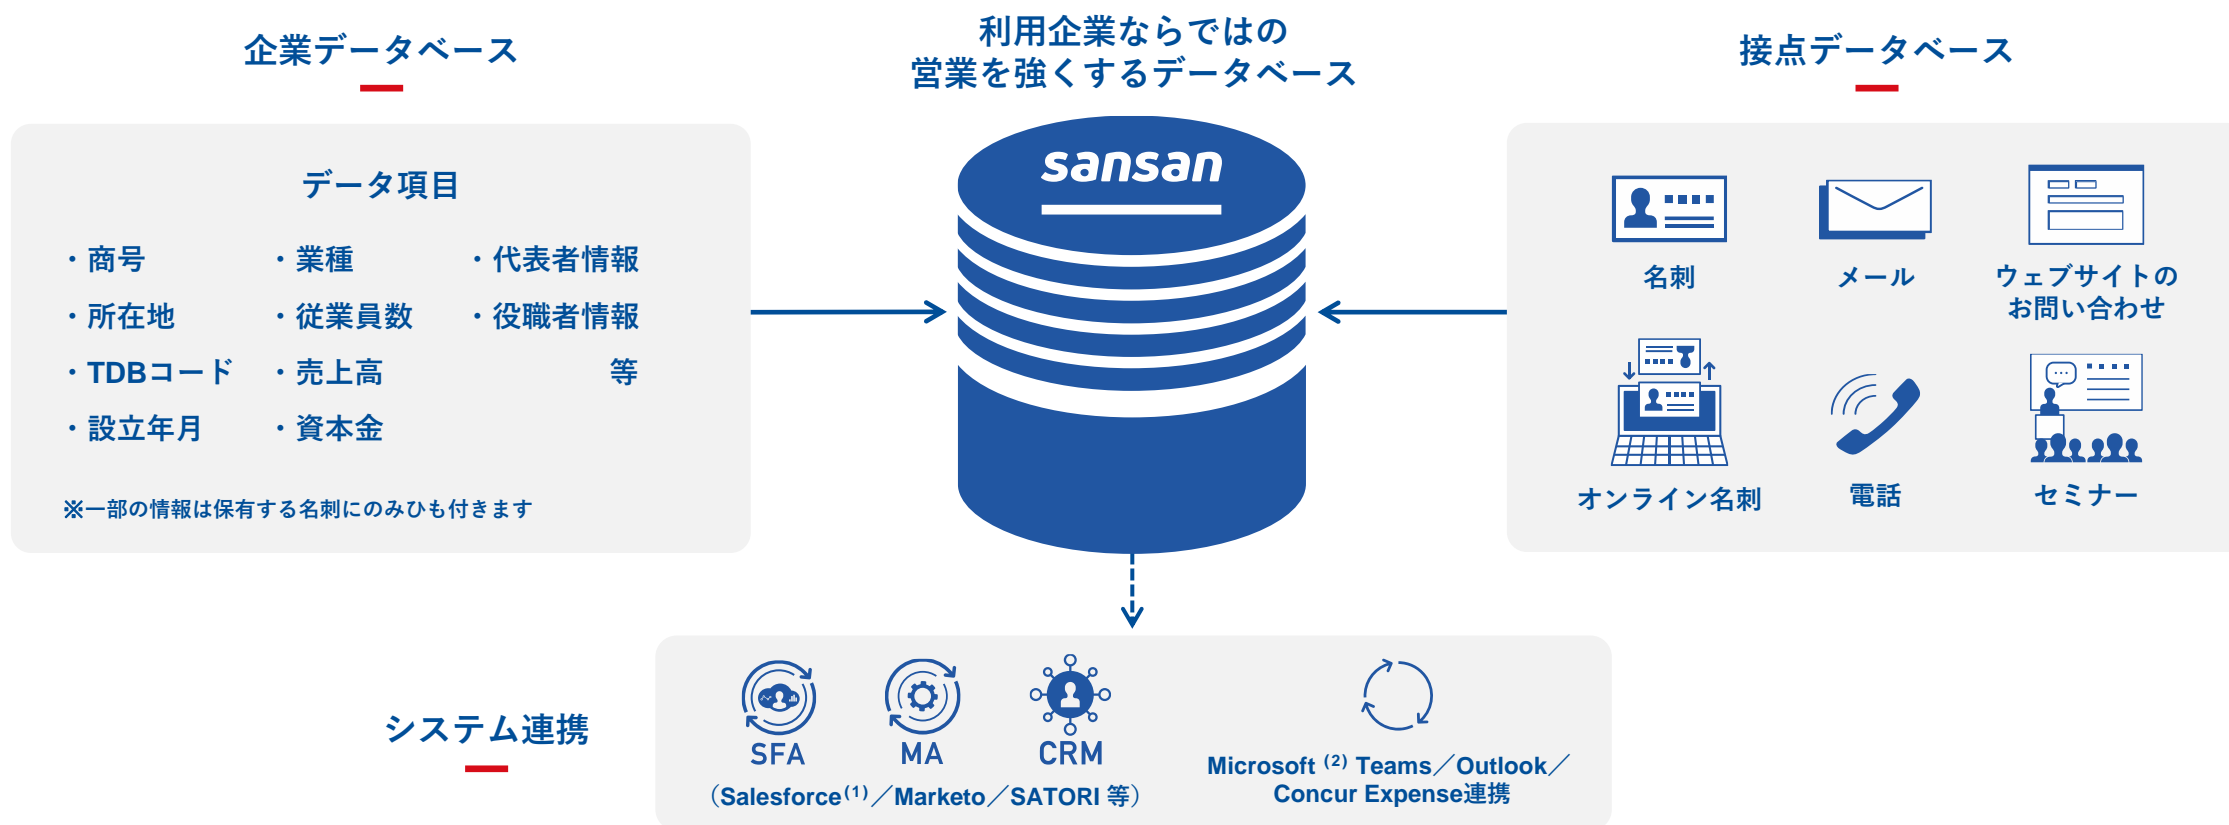 企業データベース
利用企業ならではの
営業を強くするデータベース
接点データベース
データ項目
・商号
・所在地
・TDBコード
・設立年月
・業種
・従業員数
・売上高
・資本金
・代表者情報
・役職者情報
等
※一部の情報は保有する名刺にのみひも付きます
sansan
名刺
メール
ウェブサイトの
お問い合わせ
オンライン名刺
電話
セミナー
システム連携
SFA
MA
CRM
（Salesforce⁽¹⁾／Marketo／SATORI 等）
Microsoft ⁽²⁾ Teams／Outlook／
Concur Expense連携